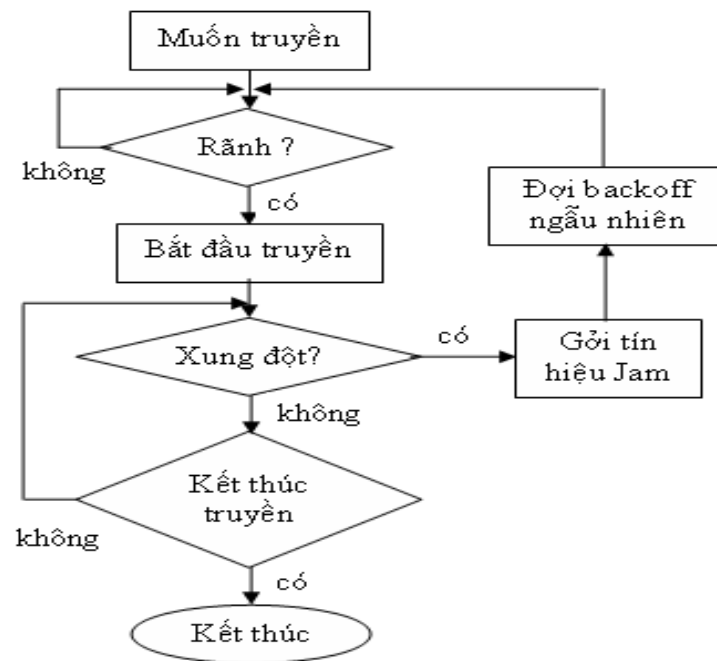 Muốn truyền
Rãnh ?
không
có
Đợi backoff
ngẫu nhiên
Bắt đầu truyền
Xung đột?
có
Gởi tín
hiệu Jam
không
Kết thúc
truyền
không
có
Kết thúc